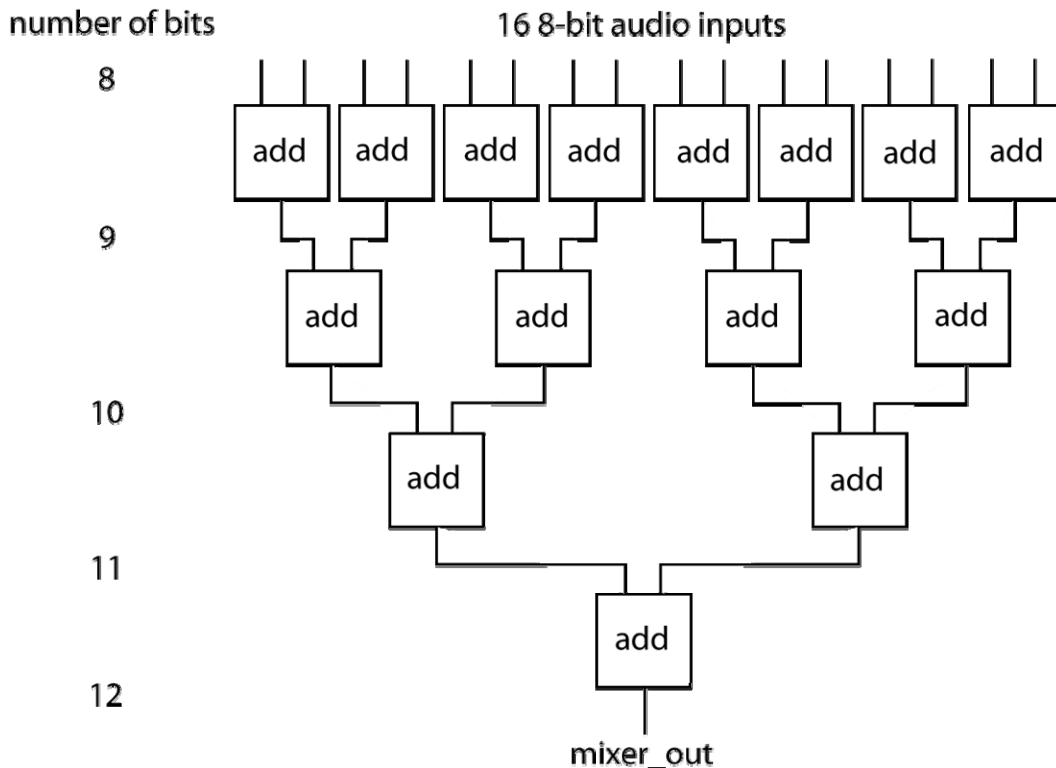 number of bits
16 8-bit audio inputs
8
add add add add add add add add
9
add add add add
10
add add
11
add
12
mixer_out